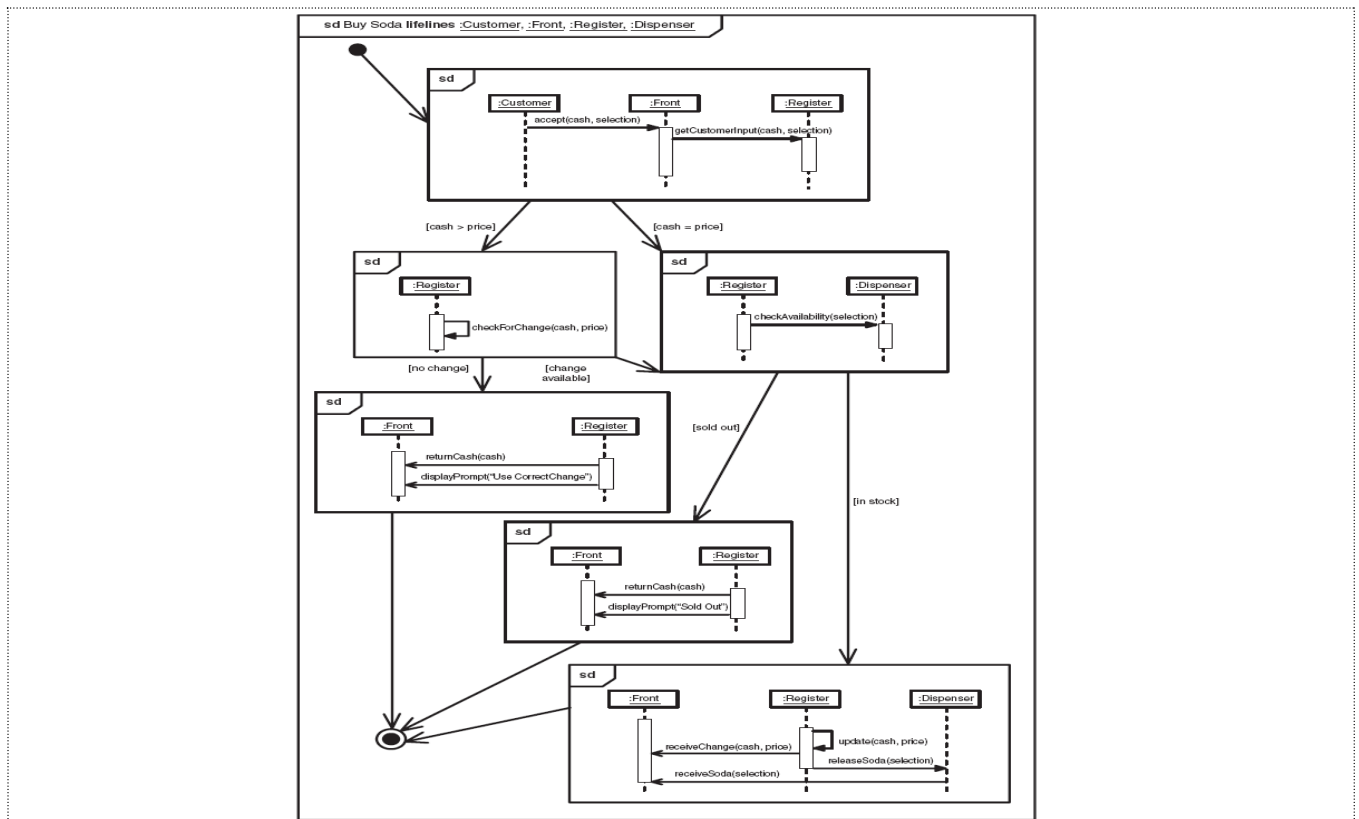 sd Buy Soda lifelines :Customer, :Front, :Register, :Dispenser
sd
:Customer
:Front
:Register
accept(cash, selection)
getCustomerInput(cash, selection)
[cash > price]
[cash = price]
sd
:Register
checkForChange(cash, price)
sd
:Register
:Dispenser
checkAvailability(selection)
[no change]
[change
available]
sd
:Front
:Register
returnCash(cash)
displayPrompt("Use CorrectChange")
[sold out]
[in stock]
sd
:Front
:Register
returnCash(cash)
displayPrompt("Sold Out")
sd
:Front
:Register
:Dispenser
update(cash, price)
receiveChange(cash, price)
releaseSoda(selection)
receiveSoda(selection)